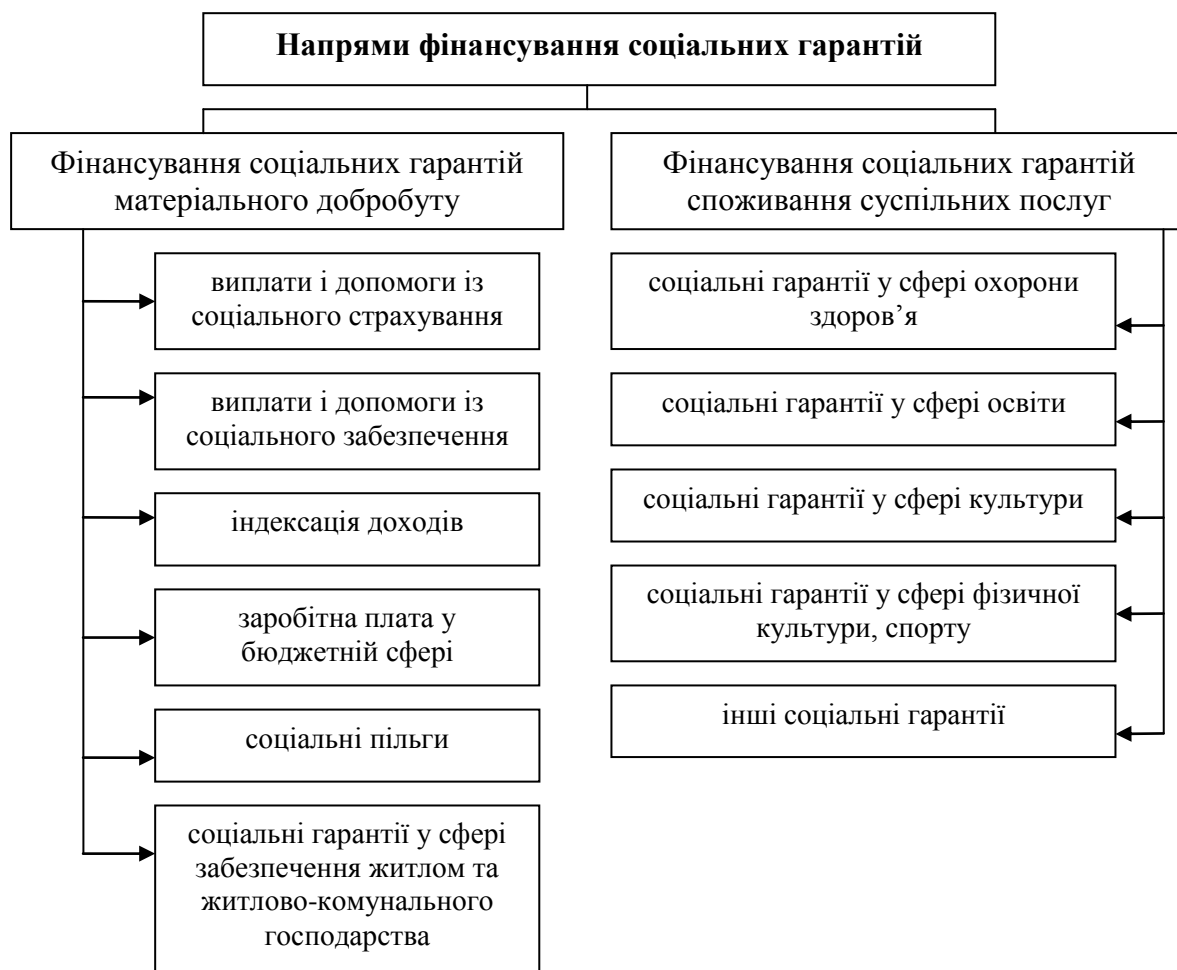 Напрями фінансування соціальних гарантій
Фінансування соціальних гарантій
матеріального добробуту
виплати і допомоги із
соціального страхування
виплати і допомоги із
соціального забезпечення
індексація доходів
заробітна плата у
бюджетній сфері
соціальні пільги
соціальні гарантії у сфері
забезпечення житлом та
житлово-комунального
господарства
Фінансування соціальних гарантій
споживання суспільних послуг
соціальні гарантії у сфері охорони
здоров’я
соціальні гарантії у сфері освіти
соціальні гарантії у сфері культури
соціальні гарантії у сфері фізичної
культури, спорту
інші соціальні гарантії